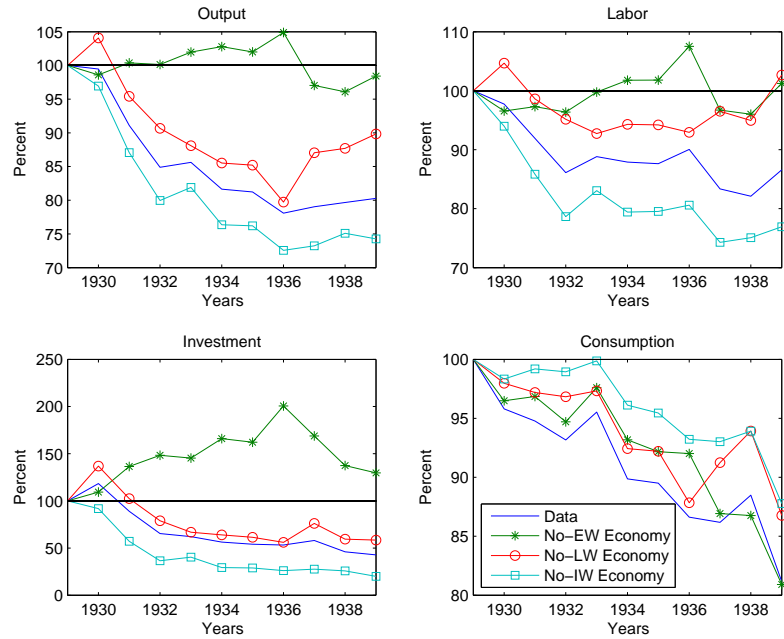 Output
105
100
95
90
85
80
75
70
Percent
1930 1932 1934 1936 1938
Years
Labor
110
100
90
80
70
Percent
1930 1932 1934 1936 1938
Years
Investment
250
200
150
100
50
0
Percent
1930 1932 1934 1936 1938
Years
Consumption
100
95
90
85
80
Percent
Data
No−EW Economy
No−LW Economy
No−IW Economy
1930 1932 1934 1936 1938
Years